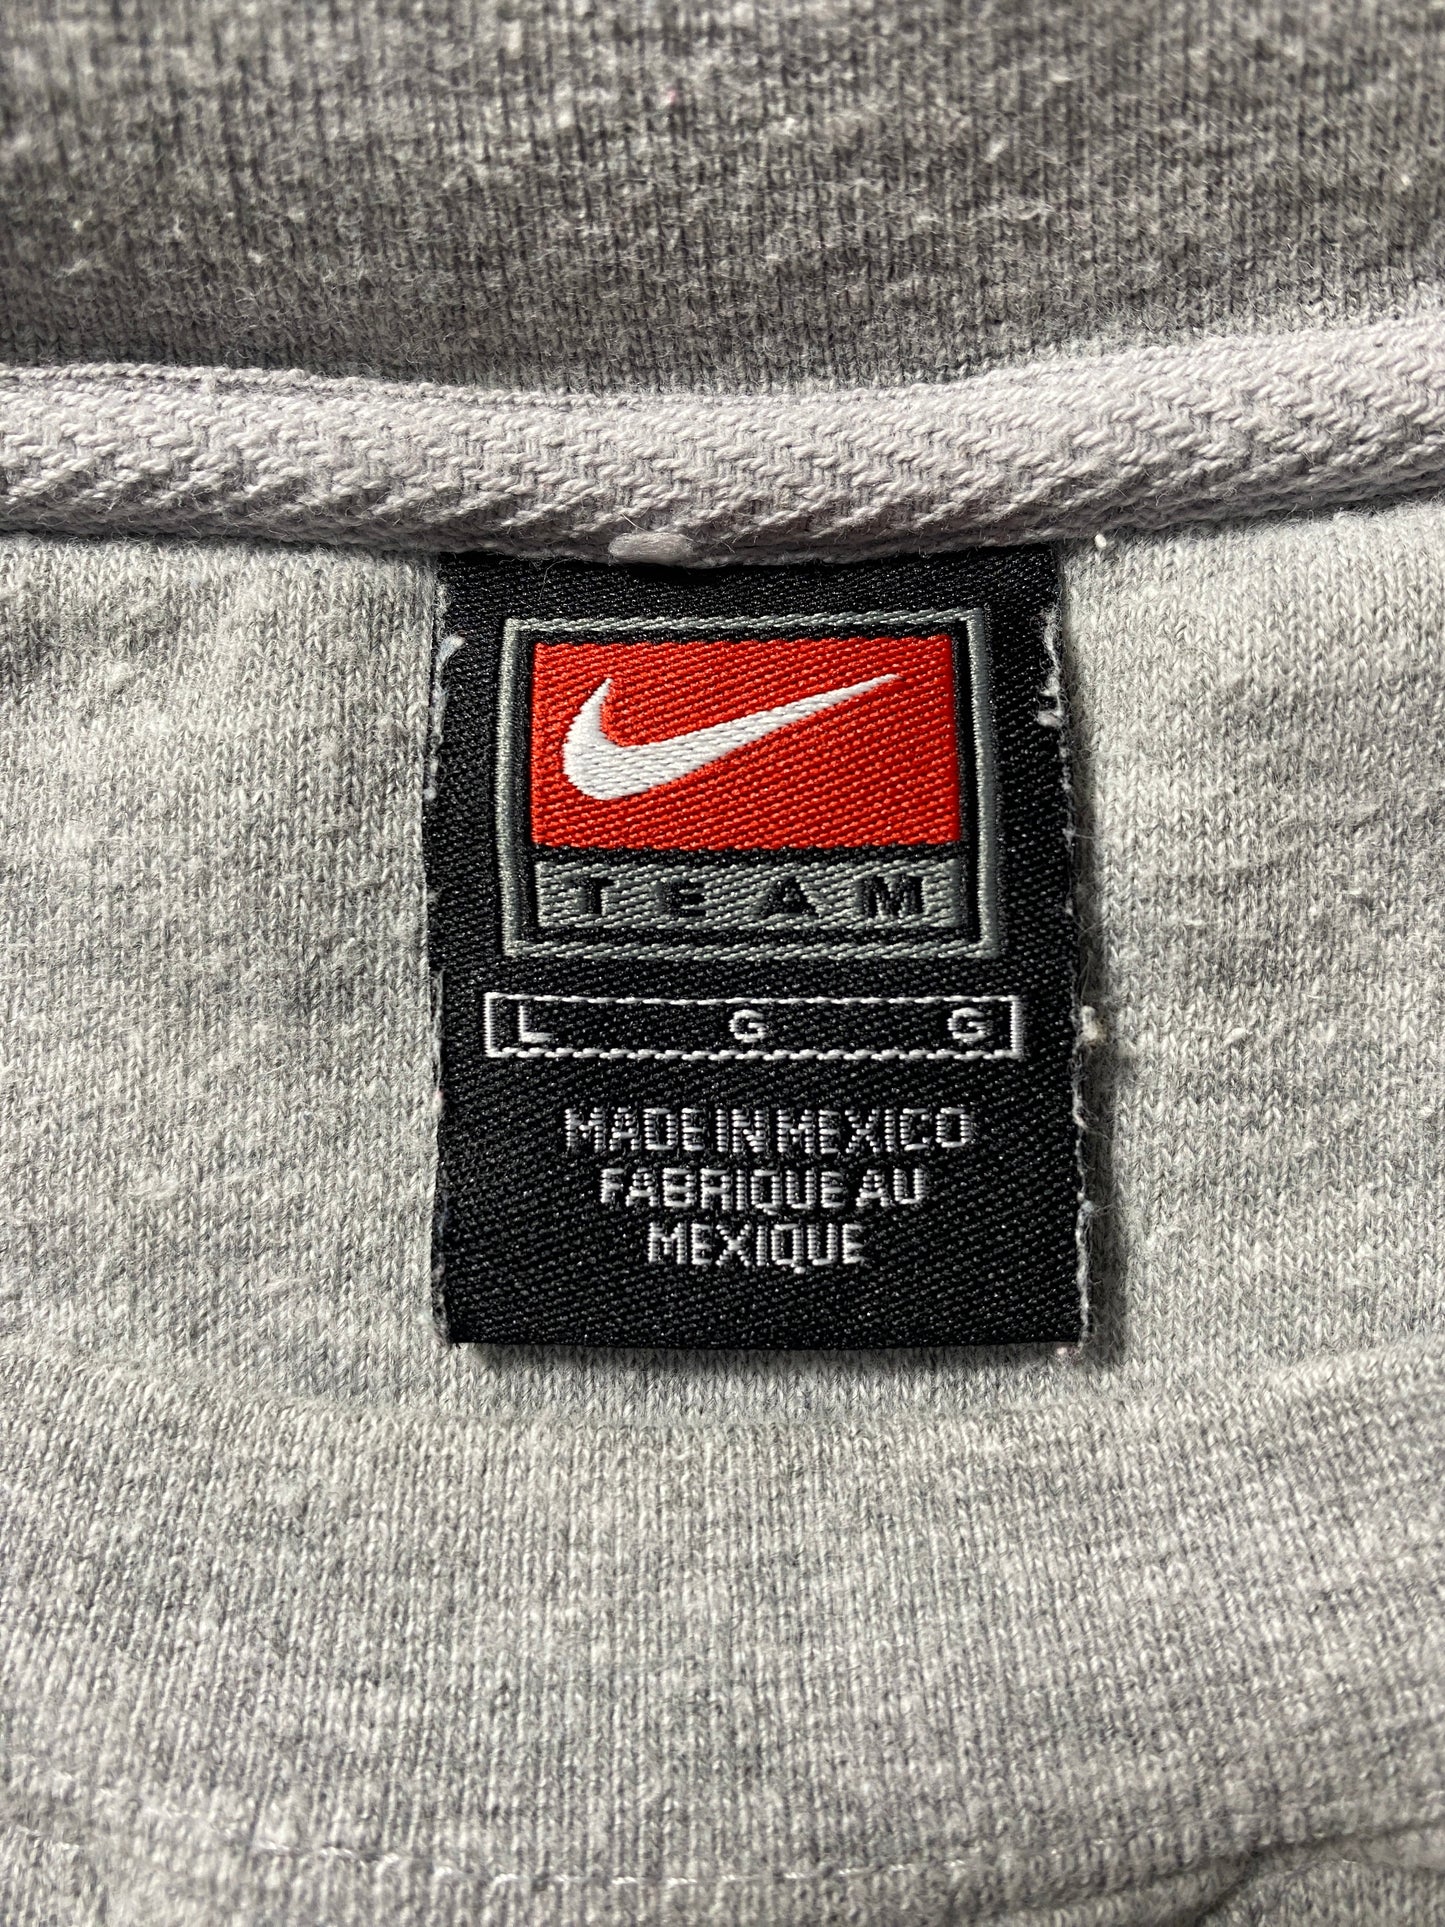 TEAM
L G G
MADE IN MEXICO
FABRIQUE AU
MEXIQUE